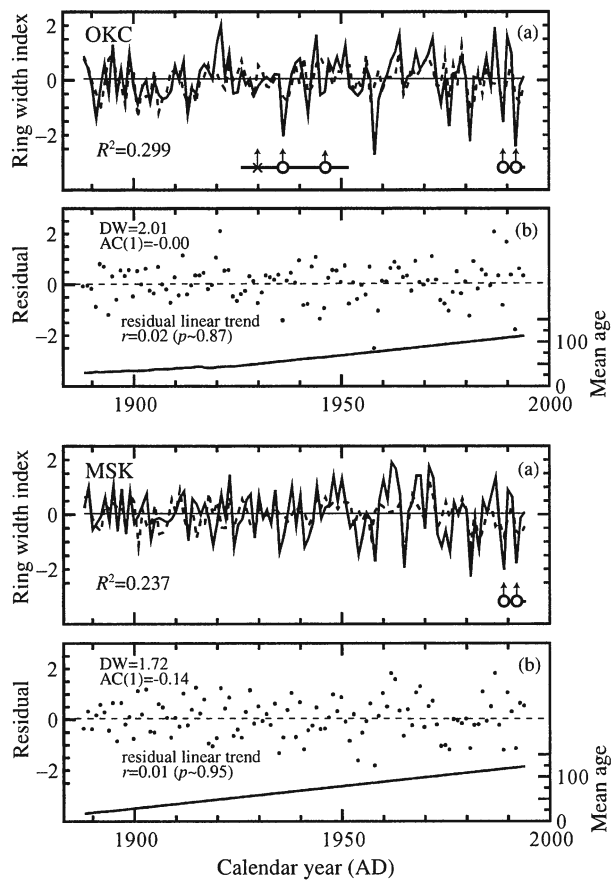 OKC
(a)
2
0
−2
Ring width index
R²=0.299
(b)
DW=2.01
AC(1)=-0.00
2
0
−2
Residual
residual linear trend
r=0.02 (p~0.87)
100
0
Mean age
1900
1950
2000
MSK
(a)
2
0
−2
Ring width index
R²=0.237
(b)
DW=1.72
AC(1)=-0.14
2
0
−2
Residual
residual linear trend
r=0.01 (p~0.95)
100
0
Mean age
1900
1950
2000
Calendar year (AD)